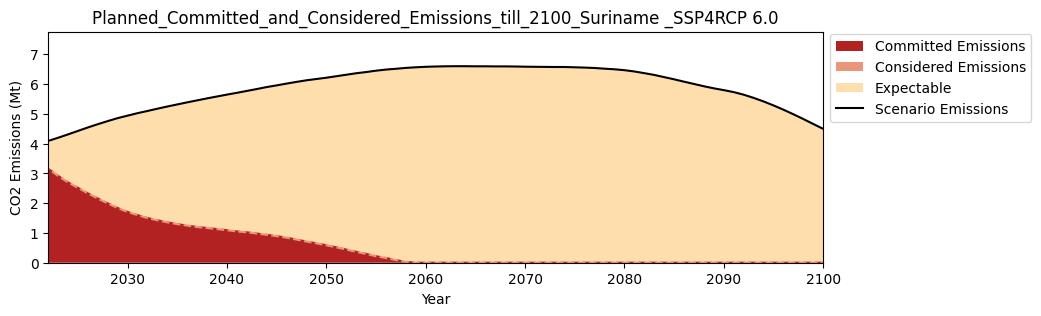 Planned_Committed_and_Considered_Emissions_till_2100_Suriname _SSP4RCP 6.0
CO2 Emissions (Mt)
7
6
5
4
3
2
1
0
2030 2040 2050 2060 2070 2080 2090 2100
Year
Committed Emissions
Considered Emissions
Expectable
Scenario Emissions